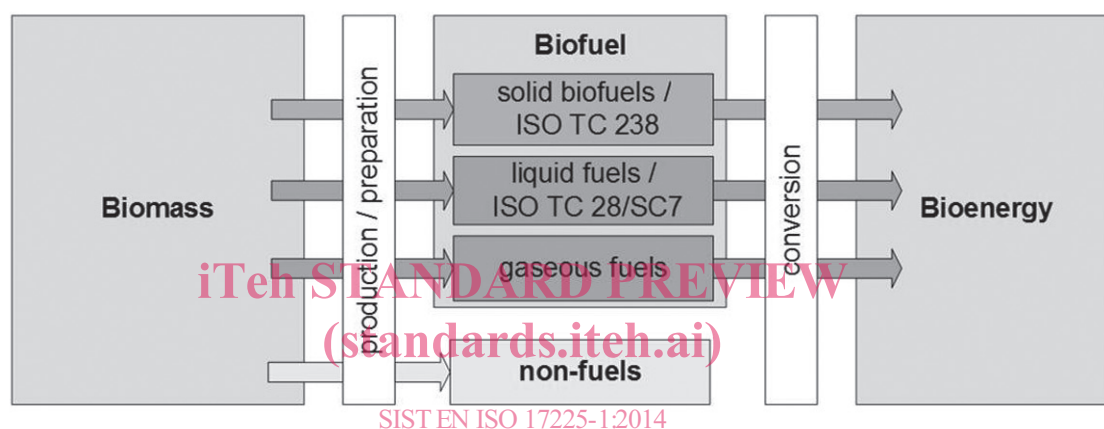 Biomass
production / preparation
Biofuel
solid biofuels /
ISO TC 238
liquid fuels /
ISO TC 28/SC7
gaseous fuels
non-fuels
conversion
Bioenergy
iTeh STANDARD PREVIEW
(standards.iteh.ai)
SIST EN ISO 17225-1:2014